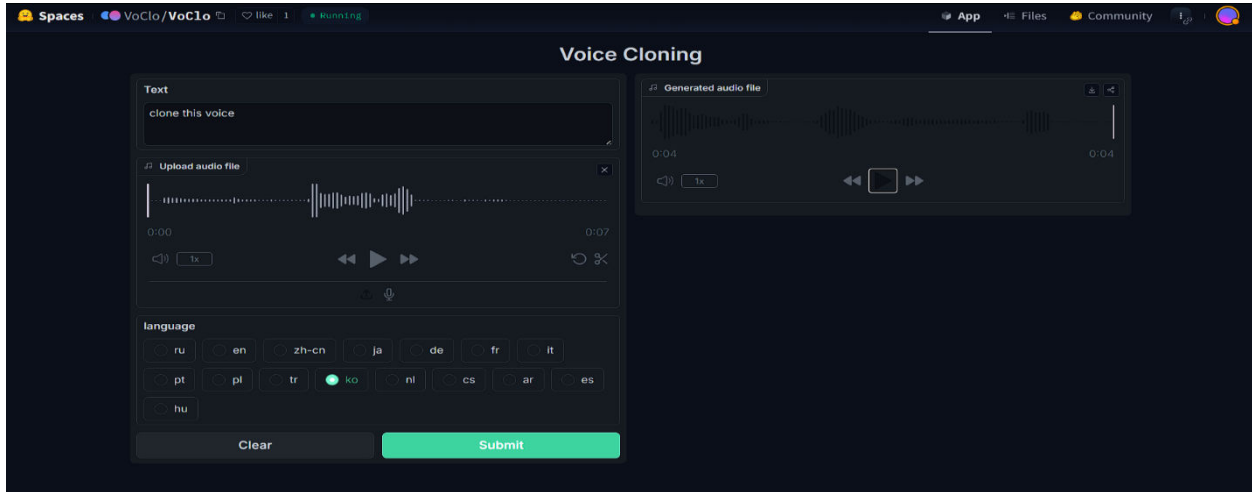 Spaces VoClo/VoClo like 1 Running App Files Community
Voice Cloning
Text
clone this voice
Upload audio file
0:00 0:07
1x
language
ru en zh-cn ja de fr it
pt pl tr ko nl cs ar es
hu
Clear Submit
Generated audio file
0:04 0:04
1x